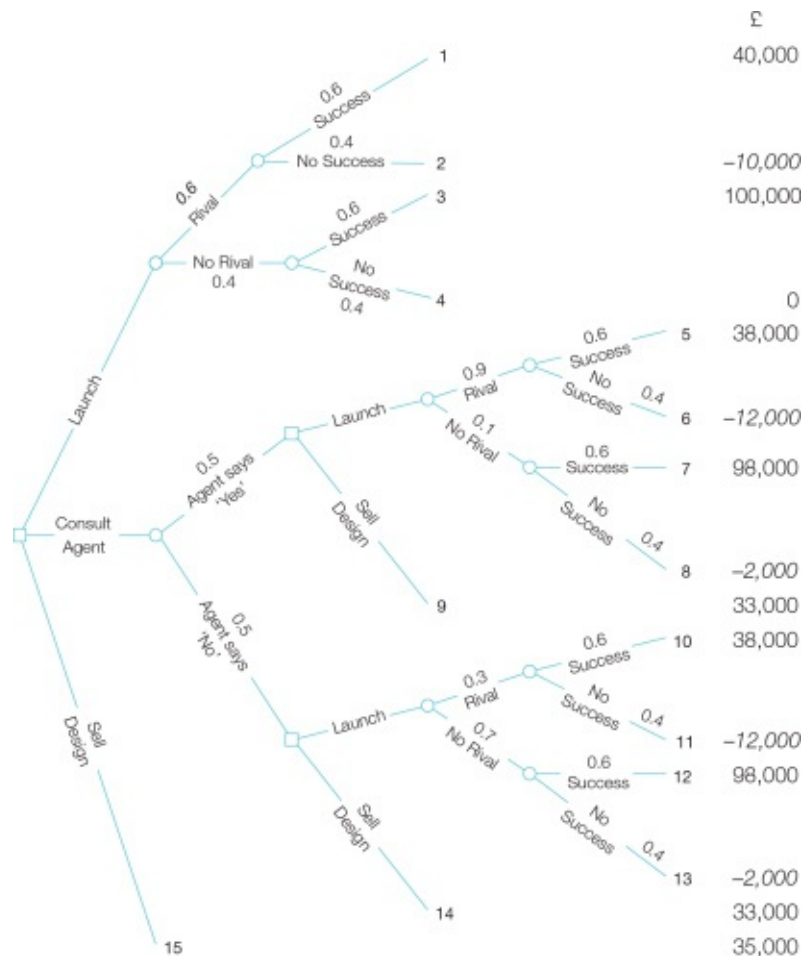 £
1 40,000
0.6
Success
0.4
No Success 2 –10,000
0.6
Rival
3 100,000
0.6
Success
No Rival
0.4
No
Success
0.4
4 0
5 38,000
0.6
Success
0.9
Rival
No
Success 0.4
6 –12,000
Launch
Launch
0.1
No Rival
0.6
Success 7 98,000
0.5
Agent says
'Yes'
No
Success 0.4
8 –2,000
Sell
Design
9 33,000
Consult
Agent
0.5
Agent says
'No'
10 38,000
0.6
Success
0.3
Rival
No
Success 0.4
11 –12,000
Launch
0.7
No Rival
0.6
Success
12 98,000
No
Success 0.4
13 –2,000
Sell
Design
Sell
Design
14 33,000
15 35,000